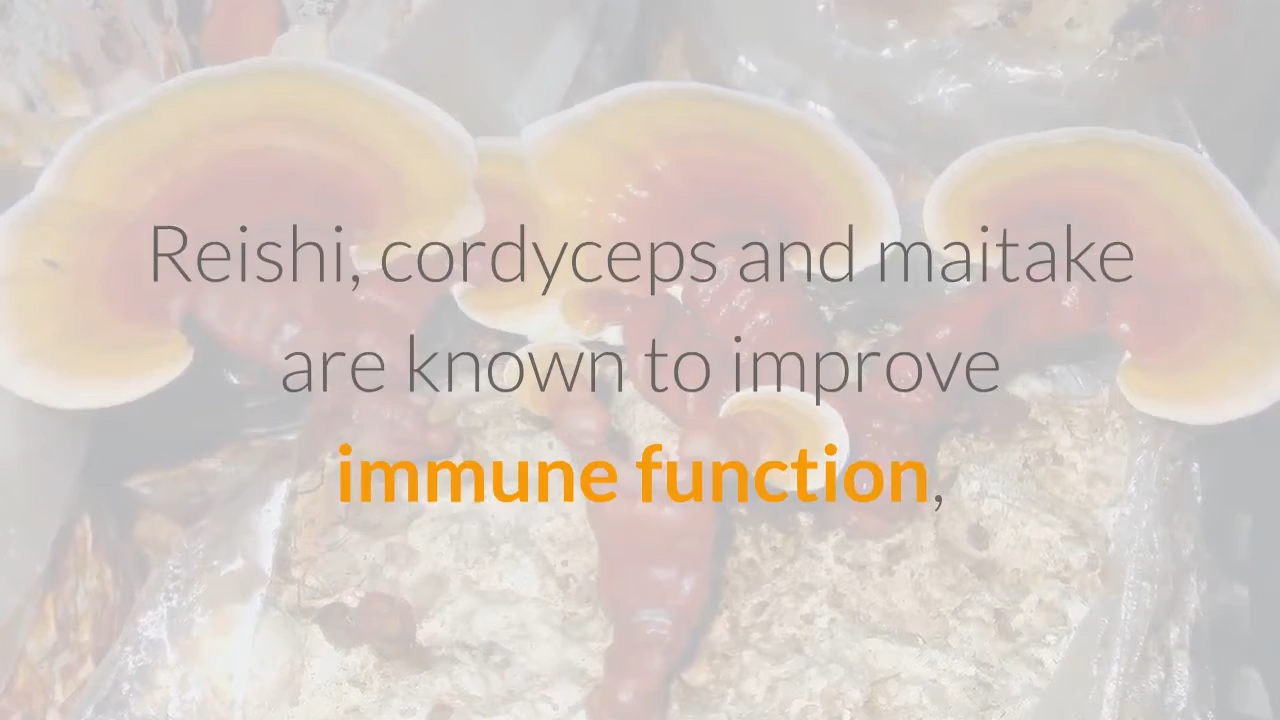 Reishi, cordyceps and maitake
are known to improve
immune function,